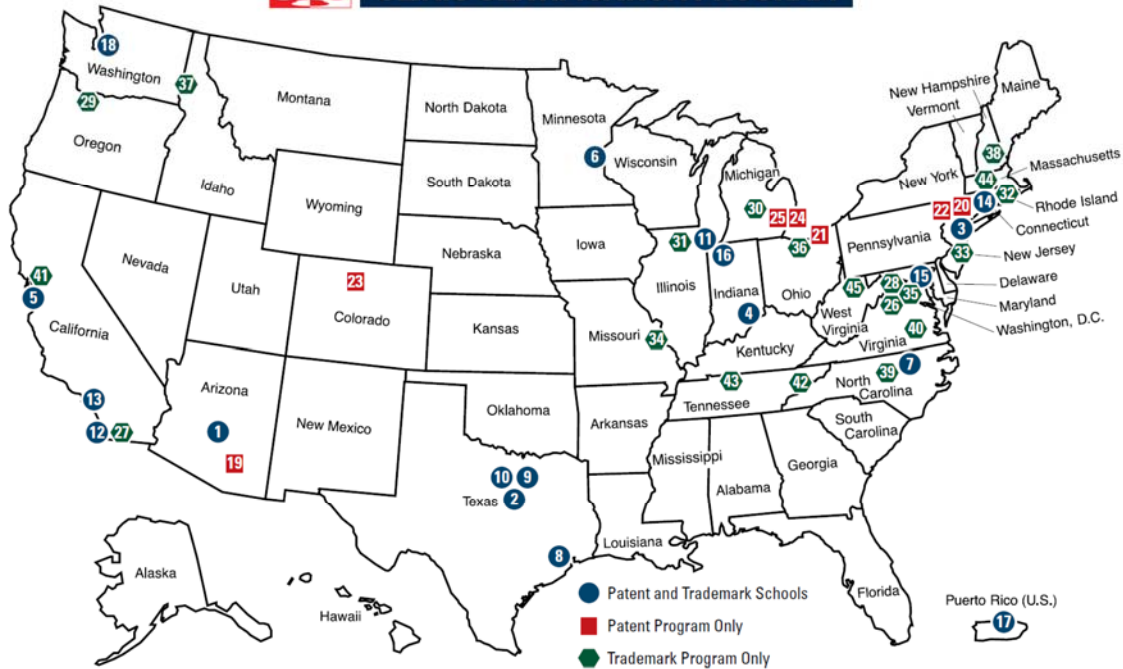 18
Washington
37
29
Oregon
Montana
Idaho
Wyoming
North Dakota
South Dakota
Nebraska
Kansas
Minnesota
6
Wisconsin
Iowa
Michigan
30
25
24
21
New Hampshire
Vermont
Maine
38
Massachusetts
44
32
New York
22
20
14
Rhode Island
Connecticut
3
Pennsylvania
33
New Jersey
Delaware
Maryland
Washington, D.C.
41
5
California
Nevada
Utah
23
Colorado
31
11
16
Illinois
Indiana
4
36
Ohio
45
28
15
26
35
West
Virginia
40
Virginia
Missouri
34
Kentucky
13
12
27
Arizona
1
19
New Mexico
Oklahoma
Arkansas
43
42
Tennessee
39
7
North
Carolina
South
Carolina
Mississippi
Alabama
Georgia
10
9
Texas
2
8
Louisiana
Florida
Alaska
Hawaii
Puerto Rico (U.S.)
17
Patent and Trademark Schools
Patent Program Only
Trademark Program Only